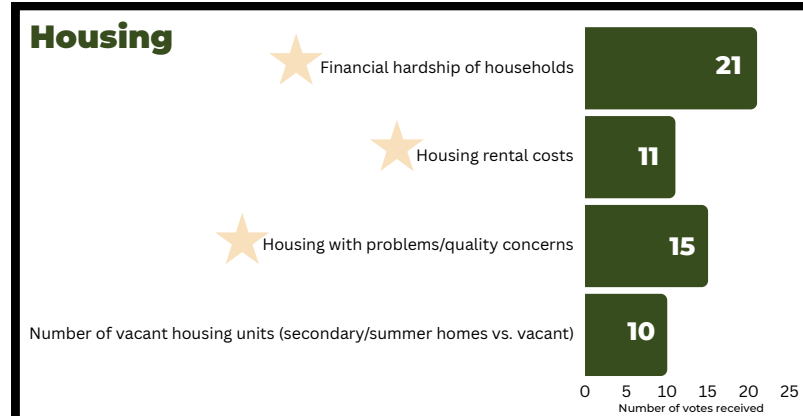 Housing
Financial hardship of households
21
Housing rental costs
11
Housing with problems/quality concerns
15
Number of vacant housing units (secondary/summer homes vs. vacant)
10
0 5 10 15 20 25
Number of votes received